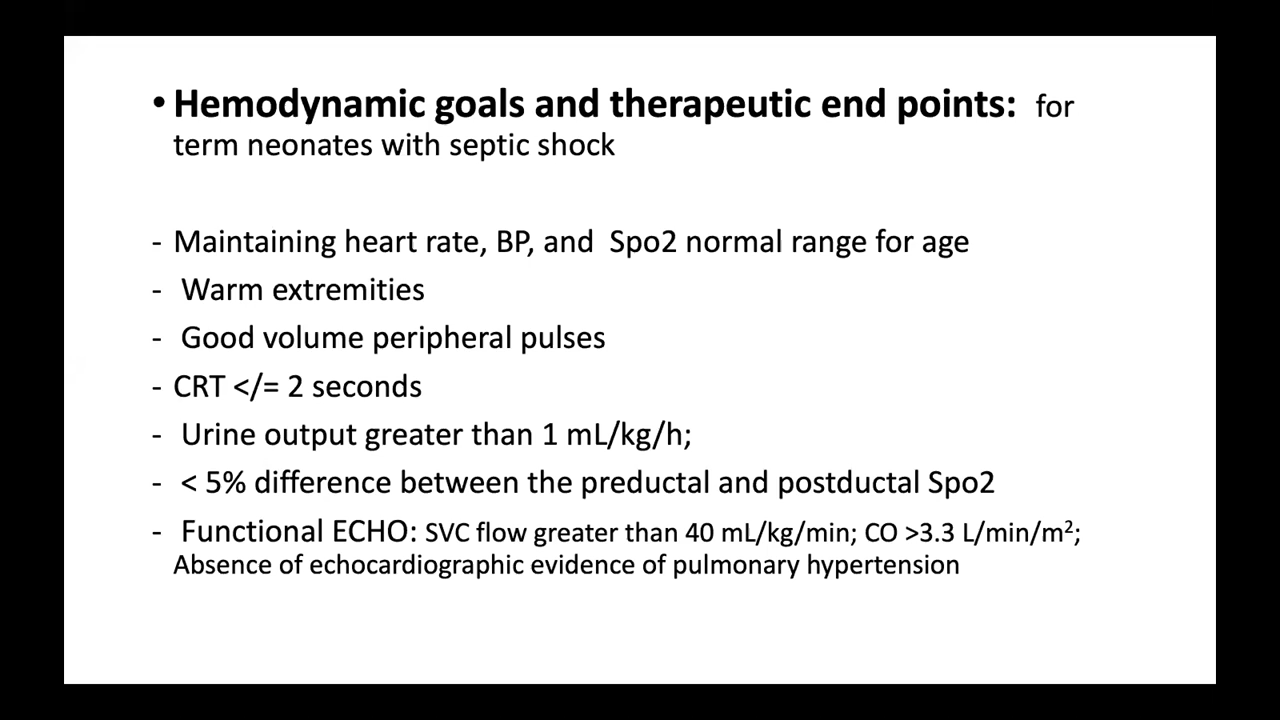 • Hemodynamic goals and therapeutic end points: for
term neonates with septic shock
- Maintaining heart rate, BP, and Spo2 normal range for age
- Warm extremities
- Good volume peripheral pulses
- CRT </= 2 seconds
- Urine output greater than 1 mL/kg/h;
- < 5% difference between the preductal and postductal Spo2
- Functional ECHO: SVC flow greater than 40 mL/kg/min; CO >3.3 L/min/m²;
Absence of echocardiographic evidence of pulmonary hypertension